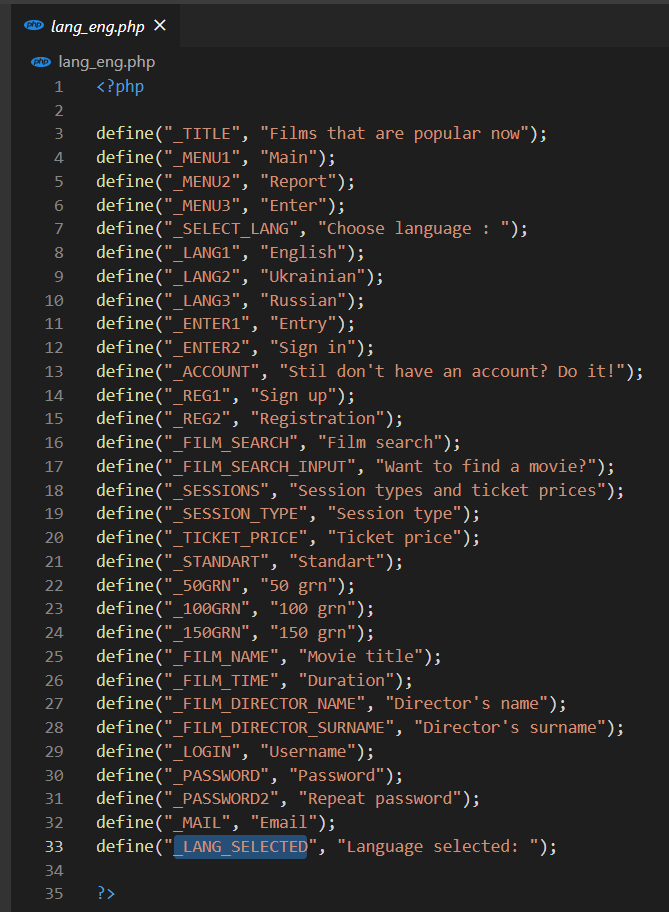 php lang_eng.php ×
php lang_eng.php
1 <?php
2
3 define("_TITLE", "Films that are popular now");
4 define("_MENU1", "Main");
5 define("_MENU2", "Report");
6 define("_MENU3", "Enter");
7 define("_SELECT_LANG", "Choose language : ");
8 define("_LANG1", "English");
9 define("_LANG2", "Ukrainian");
10 define("_LANG3", "Russian");
11 define("_ENTER1", "Entry");
12 define("_ENTER2", "Sign in");
13 define("_ACCOUNT", "Stil don't have an account? Do it!");
14 define("_REG1", "Sign up");
15 define("_REG2", "Registration");
16 define("_FILM_SEARCH", "Film search");
17 define("_FILM_SEARCH_INPUT", "Want to find a movie?");
18 define("_SESSIONS", "Session types and ticket prices");
19 define("_SESSION_TYPE", "Session type");
20 define("_TICKET_PRICE", "Ticket price");
21 define("_STANDART", "Standart");
22 define("_50GRN", "50 grn");
23 define("_100GRN", "100 grn");
24 define("_150GRN", "150 grn");
25 define("_FILM_NAME", "Movie title");
26 define("_FILM_TIME", "Duration");
27 define("_FILM_DIRECTOR_NAME", "Director's name");
28 define("_FILM_DIRECTOR_SURNAME", "Director's surname");
29 define("_LOGIN", "Username");
30 define("_PASSWORD", "Password");
31 define("_PASSWORD2", "Repeat password");
32 define("_MAIL", "Email");
33 define("_LANG_SELECTED", "Language selected: ");
34
35 ?>